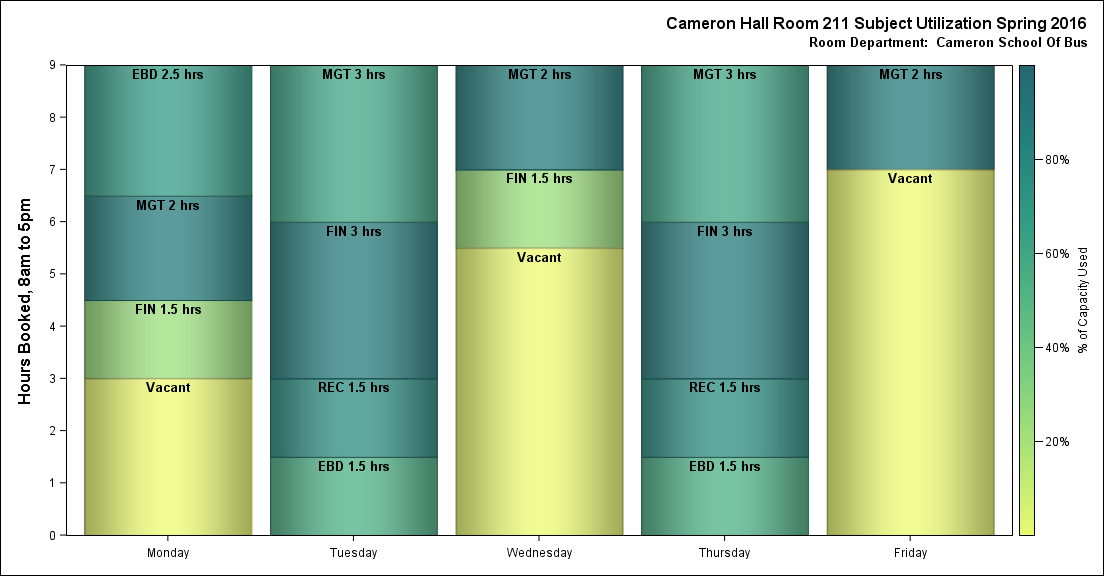 Cameron Hall Room 211 Subject Utilization Spring 2016
Room Department:  Cameron School Of Bus
Hours Booked, 8am to 5pm
9
8
7
6
5
4
3
2
1
0
EBD 2.5 hrs
MGT 2 hrs
FIN 1.5 hrs
Vacant
MGT 3 hrs
FIN 3 hrs
REC 1.5 hrs
EBD 1.5 hrs
MGT 2 hrs
FIN 1.5 hrs
Vacant
MGT 3 hrs
FIN 3 hrs
REC 1.5 hrs
EBD 1.5 hrs
MGT 2 hrs
Vacant
Monday
Tuesday
Wednesday
Thursday
Friday
80%
60%
40%
20%
% of Capacity Used